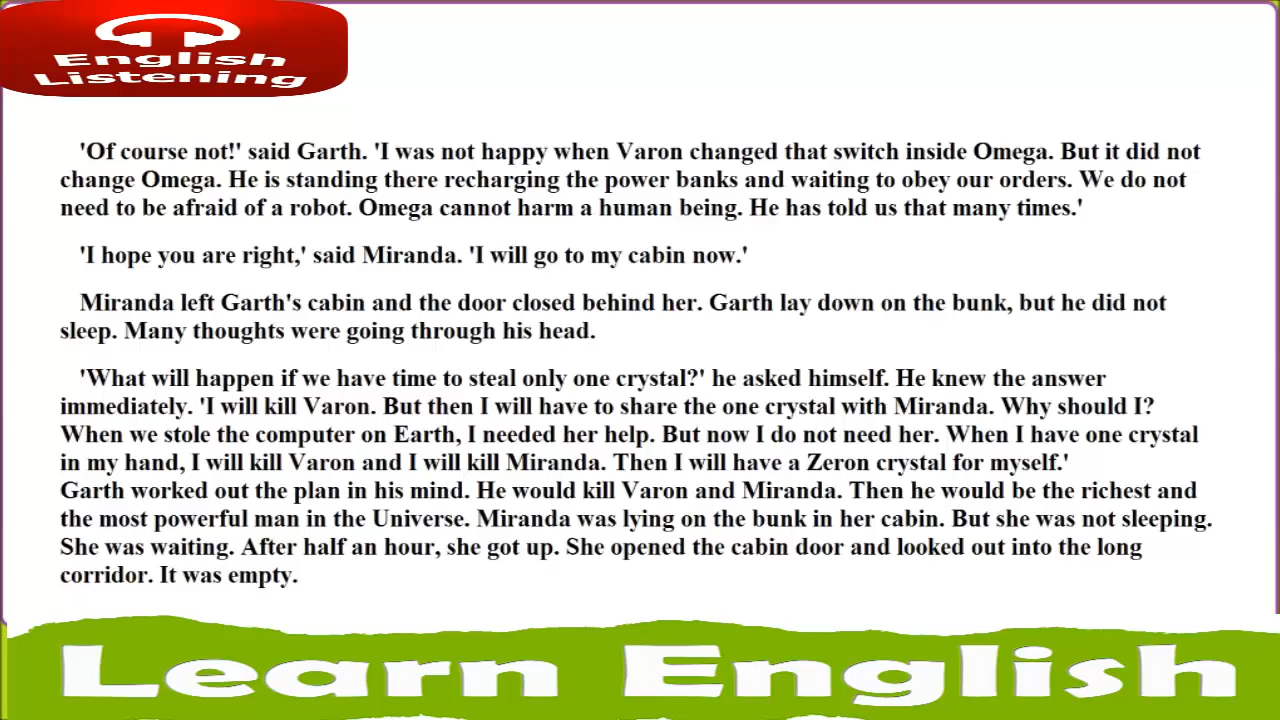 English
Listening
'Of course not!' said Garth. 'I was not happy when Varon changed that switch inside Omega. But it did not
change Omega. He is standing there recharging the power banks and waiting to obey our orders. We do not
need to be afraid of a robot. Omega cannot harm a human being. He has told us that many times.'
'I hope you are right,' said Miranda. 'I will go to my cabin now.'
Miranda left Garth's cabin and the door closed behind her. Garth lay down on the bunk, but he did not
sleep. Many thoughts were going through his head.
'What will happen if we have time to steal only one crystal?' he asked himself. He knew the answer
immediately. 'I will kill Varon. But then I will have to share the one crystal with Miranda. Why should I?
When we stole the computer on Earth, I needed her help. But now I do not need her. When I have one crystal
in my hand, I will kill Varon and I will kill Miranda. Then I will have a Zeron crystal for myself.'
Garth worked out the plan in his mind. He would kill Varon and Miranda. Then he would be the richest and
the most powerful man in the Universe. Miranda was lying on the bunk in her cabin. But she was not sleeping.
She was waiting. After half an hour, she got up. She opened the cabin door and looked out into the long
corridor. It was empty.
Learn English